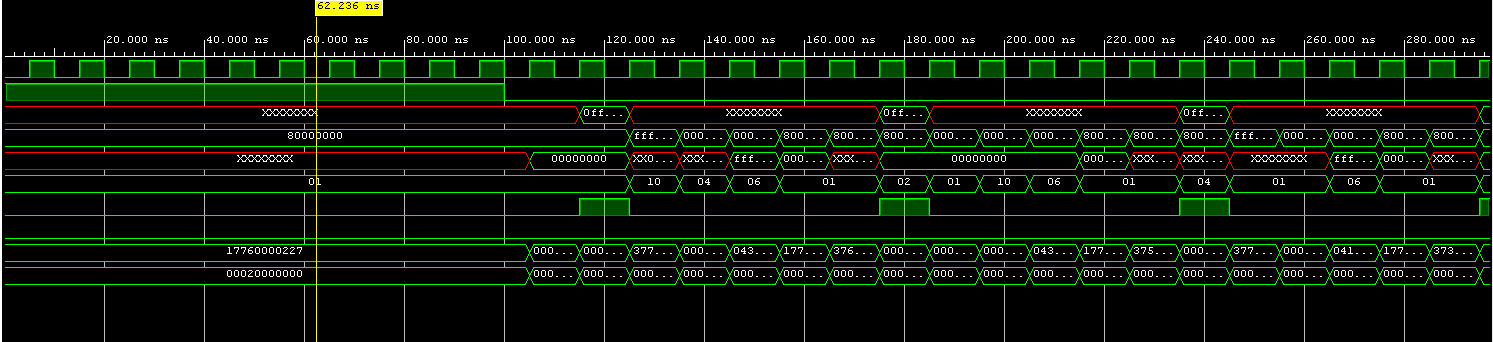 62.236 ns
20.000 ns 40.000 ns 60.000 ns 80.000 ns 100.000 ns 120.000 ns 140.000 ns 160.000 ns 180.000 ns 200.000 ns 220.000 ns 240.000 ns 260.000 ns 280.000 ns
XXXXXXXX 0ff... XXXXXXXX 0ff... XXXXXXXX 0ff... XXXXXXXX
80000000 fff... 000... 000... 800... 800... 800... 000... 000... 000... 800... 800... 800... fff... 000... 000... 800... 800...
XXXXXXXX 00000000 XX0... XXX... fff... 000... XXX... 00000000 000... XXX... XXX... XXXXXXXX fff... 000... XXX...
01 10 04 06 01 02 01 10 06 01 04 01 06 01
17760000227 000... 000... 377... 000... 043... 177... 376... 000... 000... 000... 043... 177... 375... 000... 377... 000... 041... 177... 373...
00020000000 000... 000... 000... 000... 000... 000... 000... 000... 000... 000... 000... 000... 000... 000... 000... 000... 000... 000... 000...